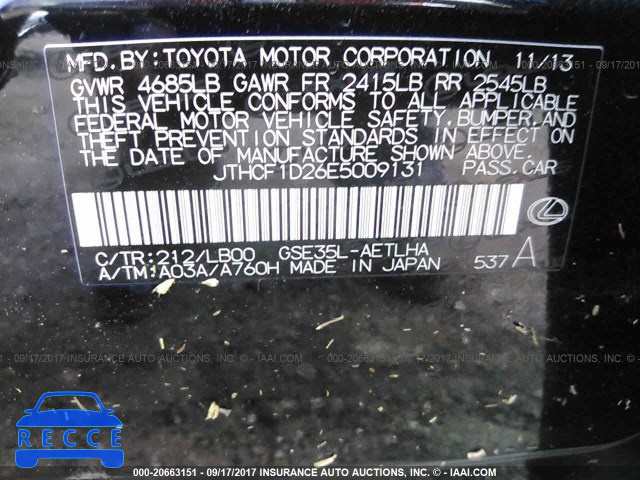 MFD.BY:TOYOTA MOTOR CORPORATION 11/13
GVWR 4685LB GAWR FR 2415LB RR 2545LB
THIS VEHICLE CONFORMS TO ALL APPLICABLE
FEDERAL MOTOR VEHICLE SAFETY,BUMPER,AND
THEFT PREVENTION STANDARDS IN EFFECT ON
THE DATE OF MANUFACTURE SHOWN ABOVE.
JTHCF1D26E5009131 PASS.CAR
C/TR:212/LB00 GSE35L-AETLHA
A/TM:A03A/A760H MADE IN JAPAN 537 A
RECCE
000-20663151 - 09/17/2017 INSURANCE AUTO AUCTIONS - © - IAAI.COM